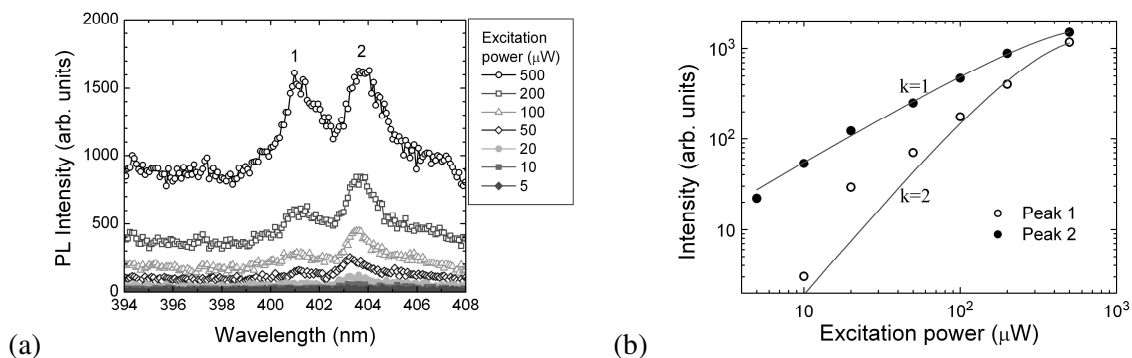 2000
1500
1000
500
0
PL Intensity (arb. units)
1
2
394 396 398 400 402 404 406 408
Wavelength (nm)
Excitation
power (μW)
500
200
100
50
20
10
5
(a)
10³
10²
10
Intensity (arb. units)
k=1
k=2
Peak 1
Peak 2
10 10² 10³
Excitation power (μW)
(b)